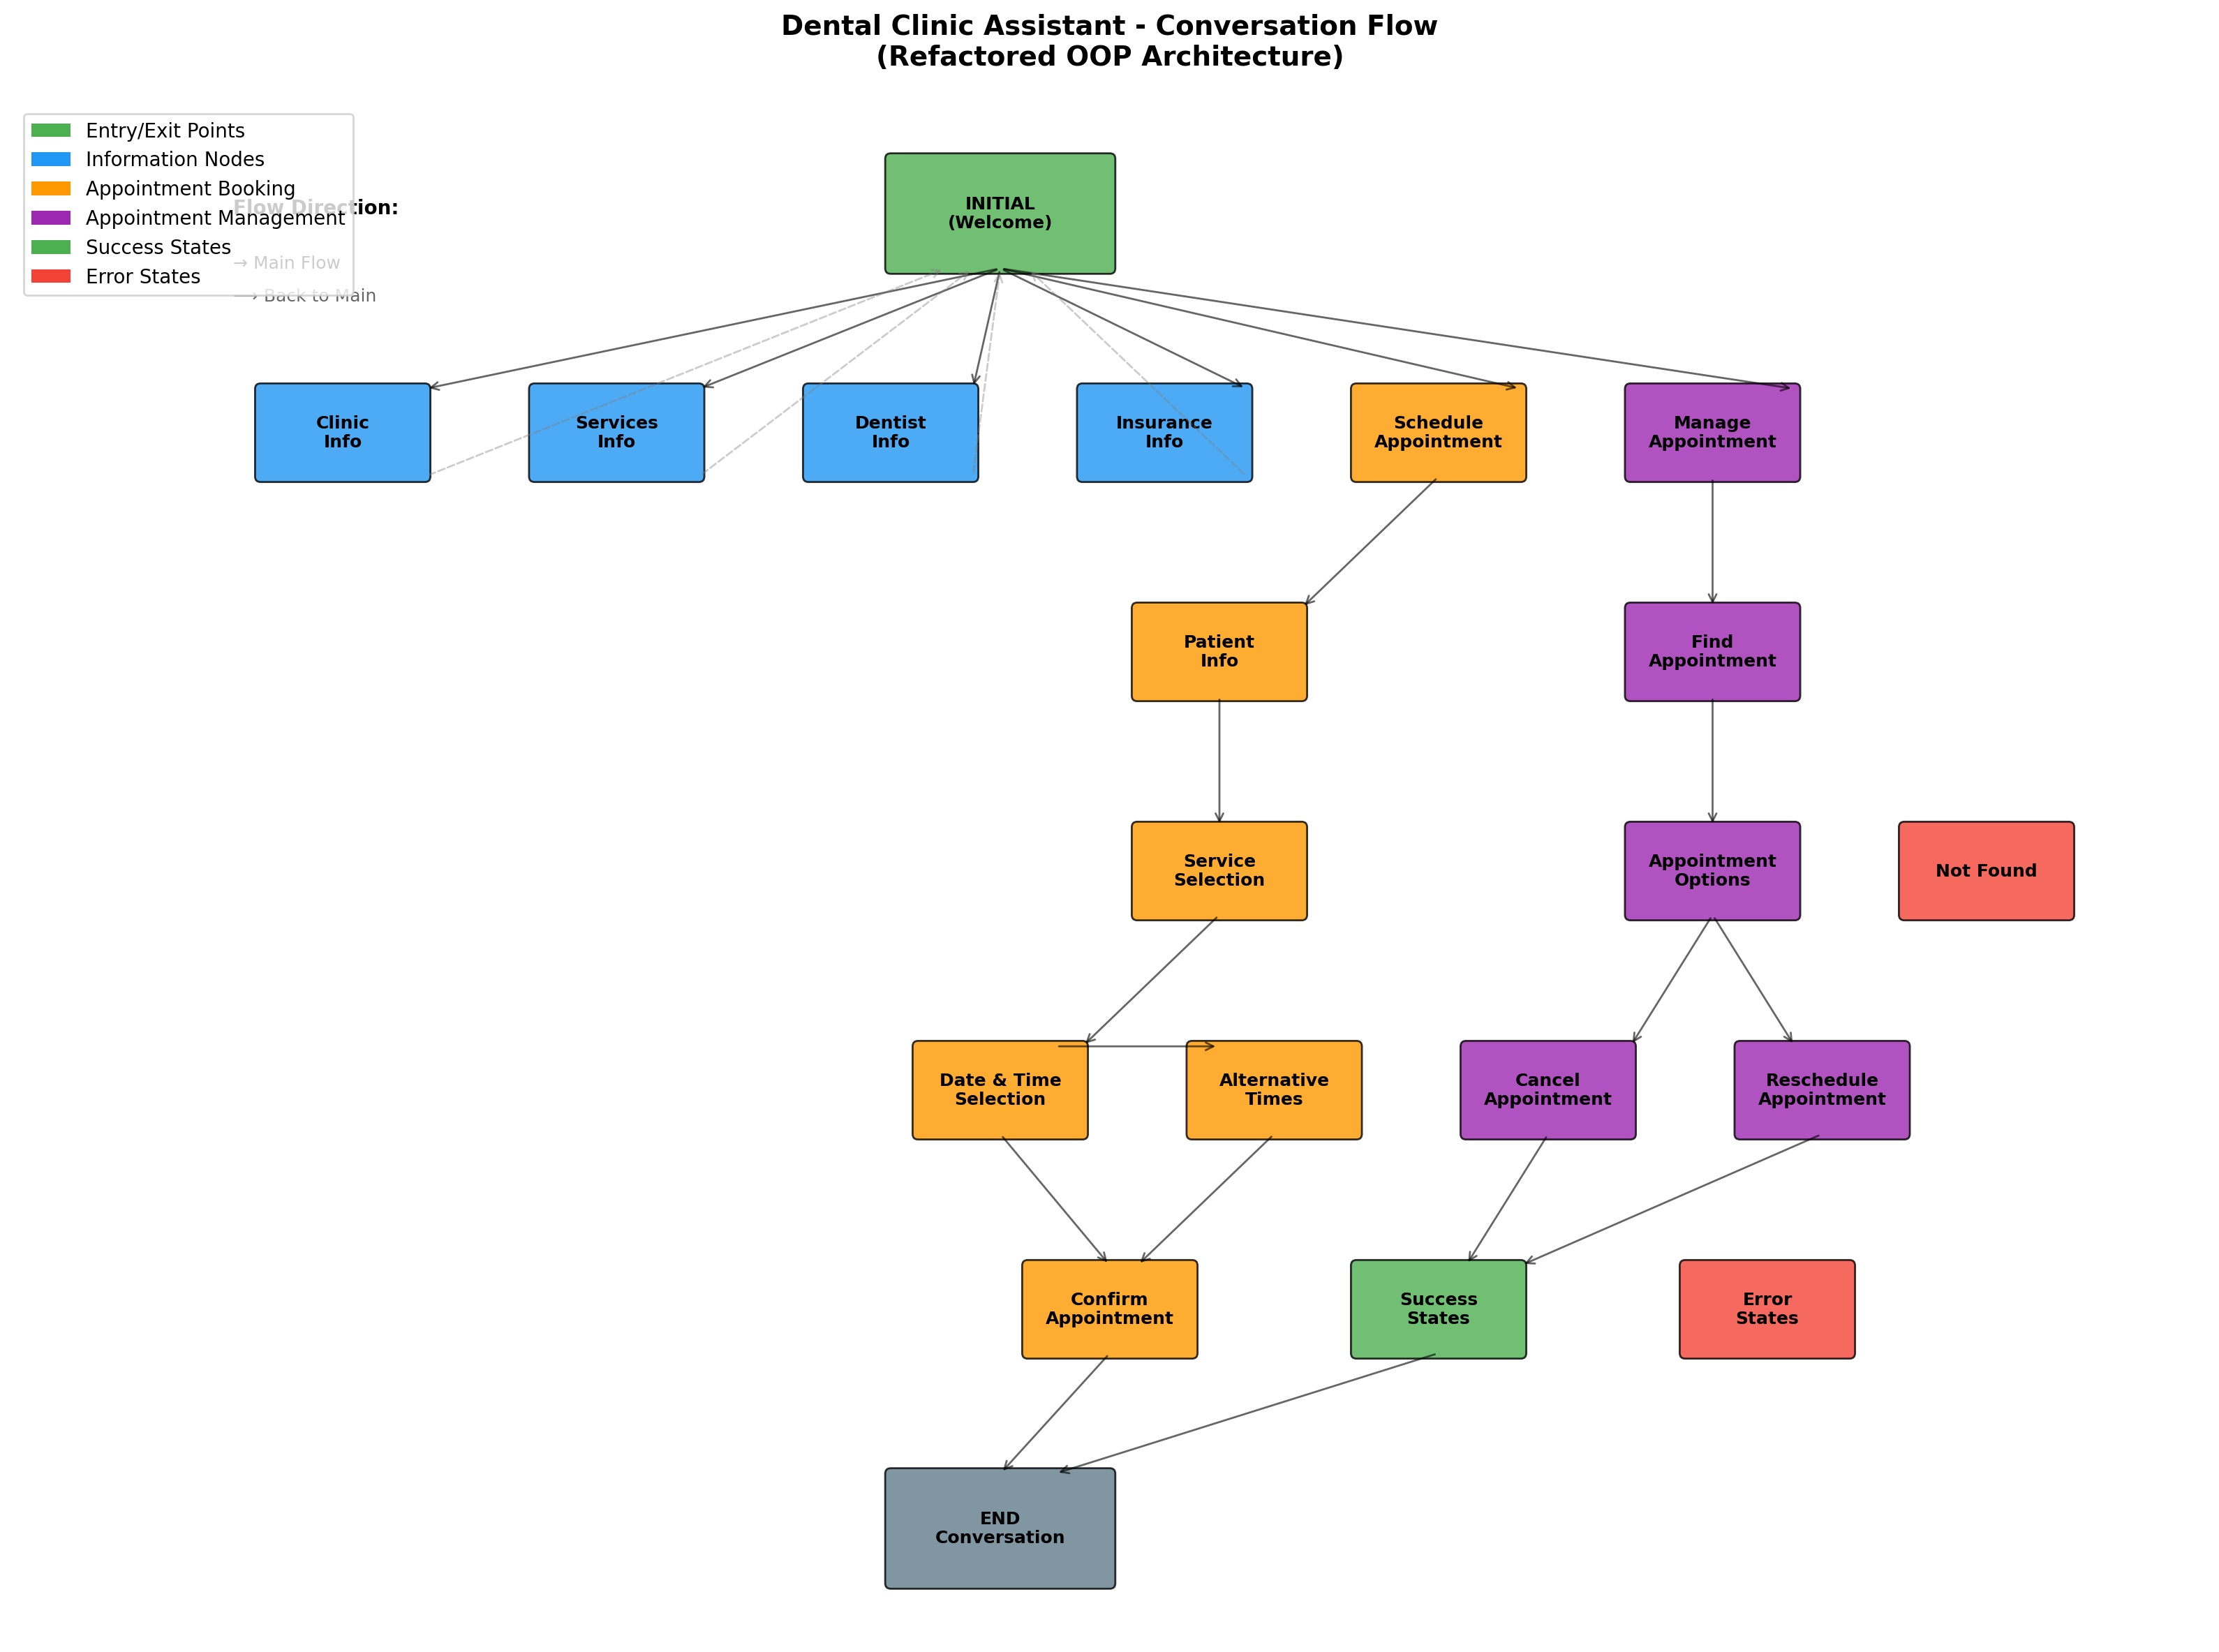 Dental Clinic Assistant - Conversation Flow
(Refactored OOP Architecture)
Entry/Exit Points
Information Nodes
Appointment Booking
Appointment Management
Success States
Error States
Flow Direction:
→ Main Flow
⟶ Back to Main
INITIAL
(Welcome)
Clinic
Info
Services
Info
Dentist
Info
Insurance
Info
Schedule
Appointment
Manage
Appointment
Patient
Info
Find
Appointment
Service
Selection
Appointment
Options
Not Found
Date & Time
Selection
Alternative
Times
Cancel
Appointment
Reschedule
Appointment
Confirm
Appointment
Success
States
Error
States
END
Conversation